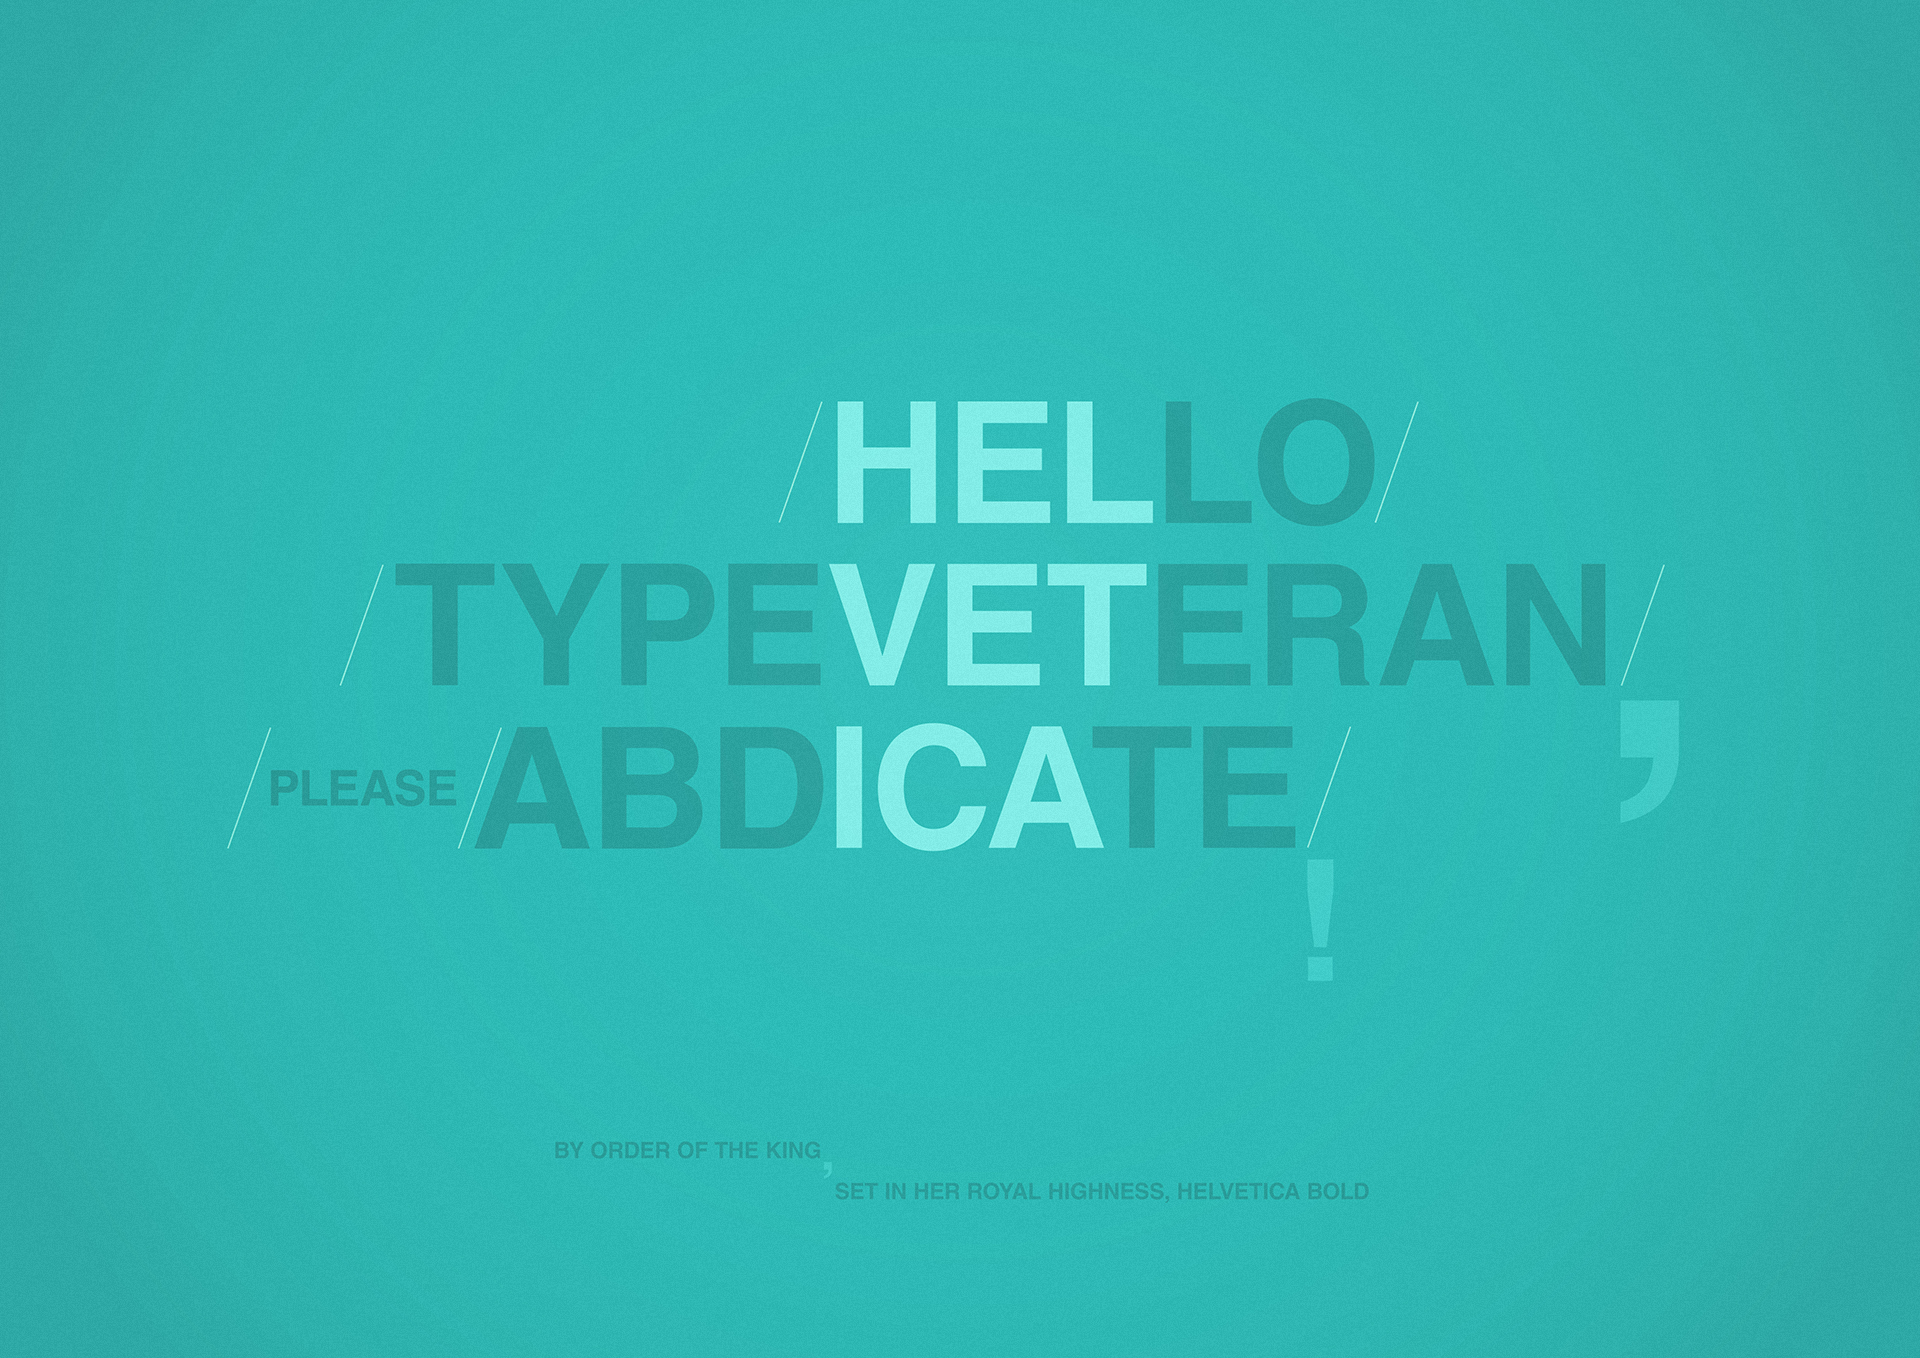 /HELLO/
/TYPEVETERAN/,
/PLEASE/ABDICATE/!
BY ORDER OF THE KING,
SET IN HER ROYAL HIGHNESS, HELVETICA BOLD